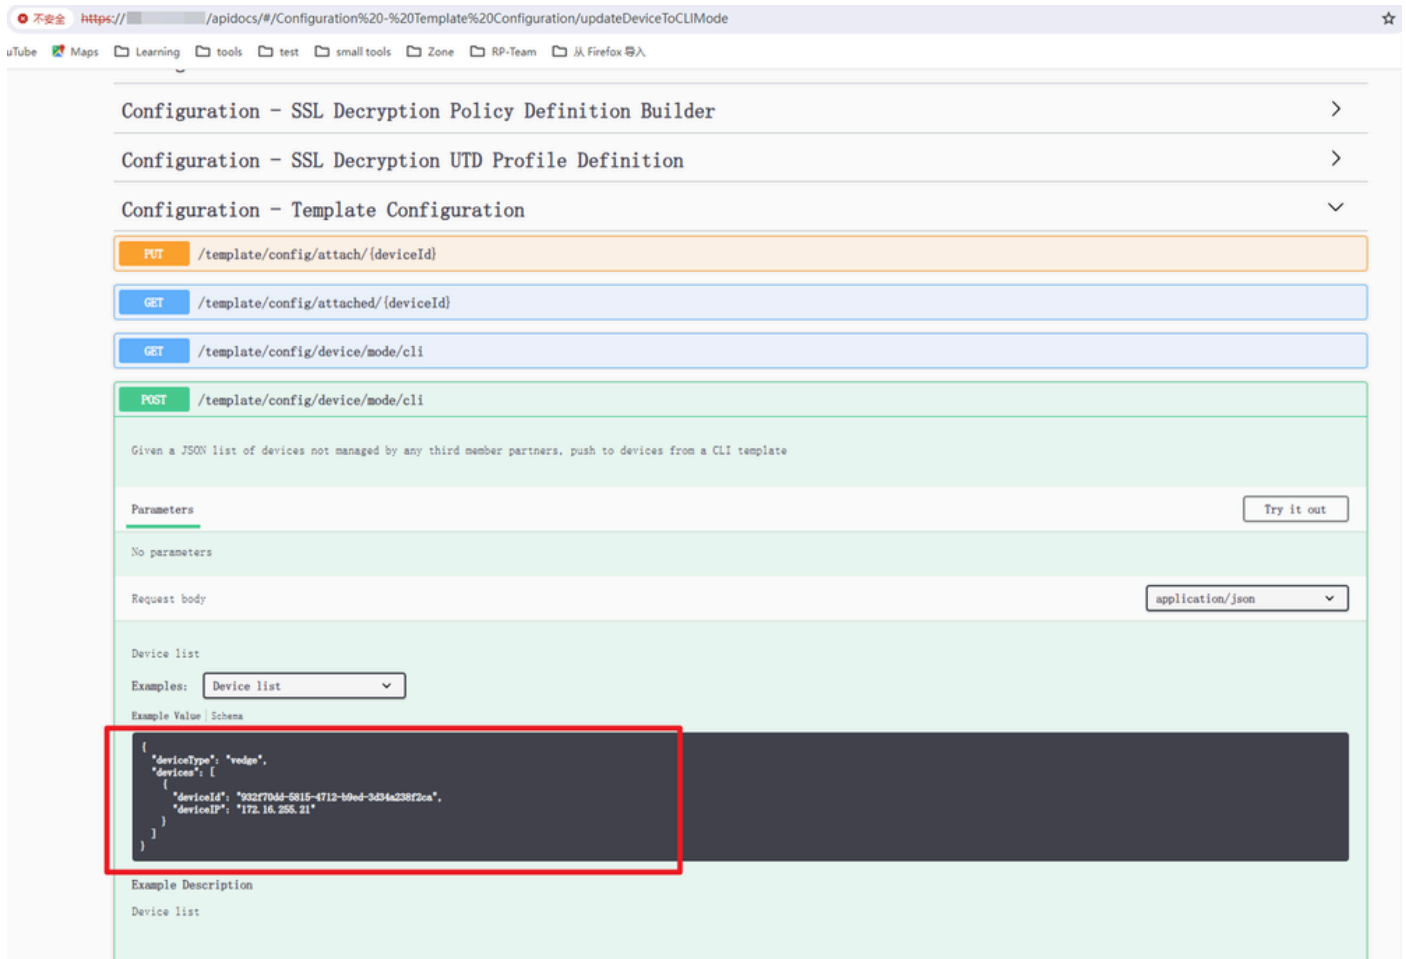 不安全 https:// /apidocs/#/Configuration%20-%20Template%20Configuration/updateDeviceToCLIMode
uTube Maps Learning tools test small tools Zone RP-Team 从 Firefox 导入
Configuration - SSL Decryption Policy Definition Builder
Configuration - SSL Decryption UTD Profile Definition
Configuration - Template Configuration
PUT /template/config/attach/{deviceId}
GET /template/config/attached/{deviceId}
GET /template/config/device/mode/cli
POST /template/config/device/mode/cli
Given a JSON list of devices not managed by any third member partners, push to devices from a CLI template
Parameters Try it out
No parameters
Request body application/json
Device list
Examples: Device list
Example Value Schema
{
"deviceType": "vedge",
"devices": [
{
"deviceId": "932f70dd-5815-4712-b9ed-3d34a238f2ca",
"deviceIP": "172.16.255.21"
}
]
}
Example Description
Device list